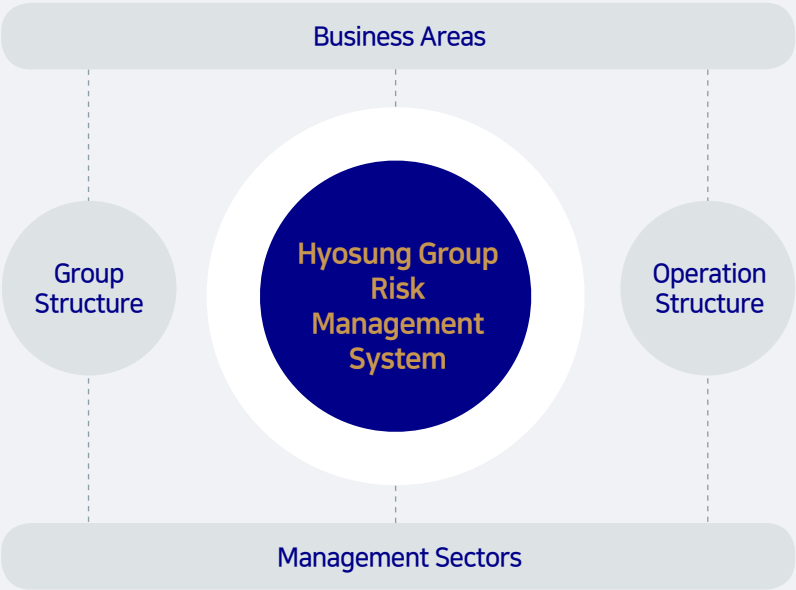 Business Areas
Group
Structure
Hyosung Group
Risk
Management
System
Operation
Structure
Management Sectors